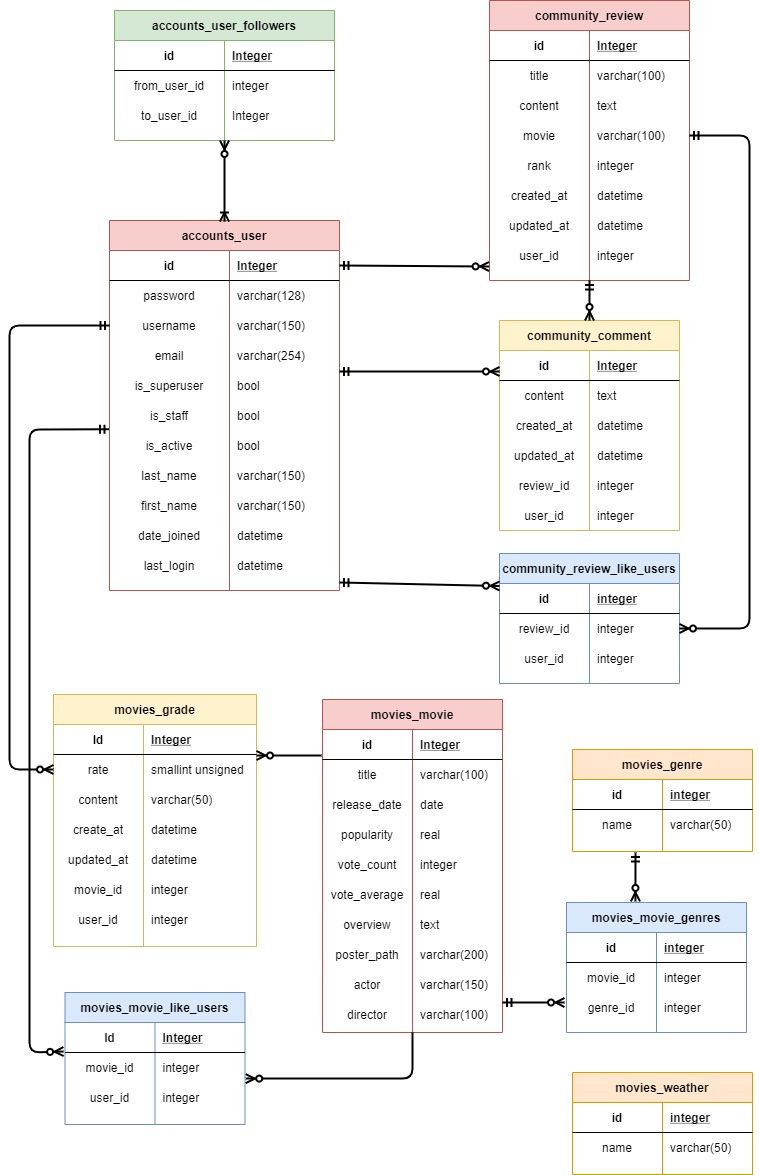 accounts_user_followers
id Integer
from_user_id integer
to_user_id Integer
community_review
id Integer
title varchar(100)
content text
movie varchar(100)
rank integer
created_at datetime
updated_at datetime
user_id integer
accounts_user
id Integer
password varchar(128)
username varchar(150)
email varchar(254)
is_superuser bool
is_staff bool
is_active bool
last_name varchar(150)
first_name varchar(150)
date_joined datetime
last_login datetime
community_comment
id Integer
content text
created_at datetime
updated_at datetime
review_id integer
user_id integer
community_review_like_users
id integer
review_id integer
user_id integer
movies_grade
Id Integer
rate smallint unsigned
content varchar(50)
create_at datetime
updated_at datetime
movie_id integer
user_id integer
movies_movie
id Integer
title varchar(100)
release_date date
popularity real
vote_count integer
vote_average real
overview text
poster_path varchar(200)
actor varchar(150)
director varchar(100)
movies_genre
id integer
name varchar(50)
movies_movie_genres
id integer
movie_id integer
genre_id integer
movies_movie_like_users
Id Integer
movie_id integer
user_id integer
movies_weather
id integer
name varchar(50)